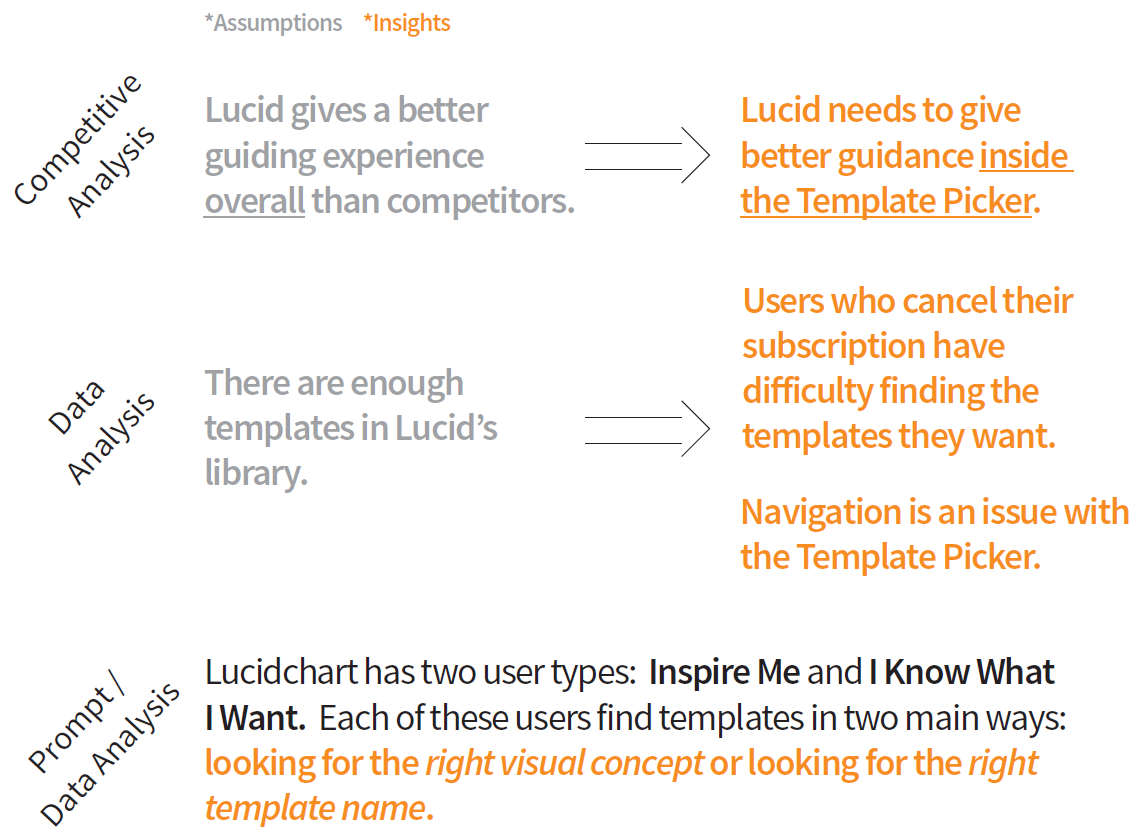 *Assumptions *Insights
Competitive
Analysis
Lucid gives a better
guiding experience
overall than competitors.
Lucid needs to give
better guidance inside
the Template Picker.
Data
Analysis
There are enough
templates in Lucid’s
library.
Users who cancel their
subscription have
difficulty finding the
templates they want.
Navigation is an issue with
the Template Picker.
Prompt /
Data Analysis
Lucidchart has two user types: Inspire Me and I Know What
I Want. Each of these users find templates in two main ways:
looking for the right visual concept or looking for the right
template name.